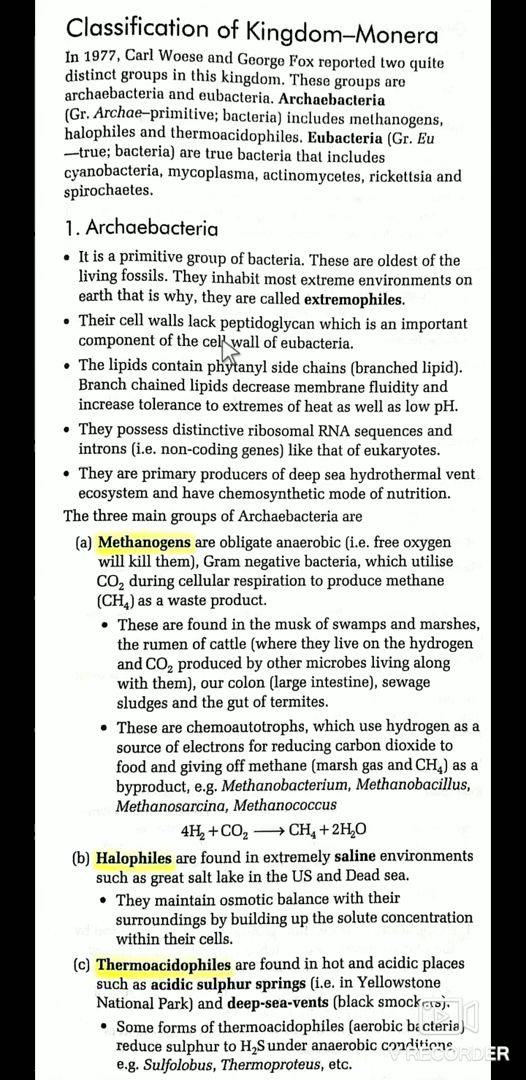 Classification of Kingdom–Monera
In 1977, Carl Woese and George Fox reported two quite
distinct groups in this kingdom. These groups are
archaebacteria and eubacteria. Archaebacteria
(Gr. Archae–primitive; bacteria) includes methanogens,
halophiles and thermoacidophiles. Eubacteria (Gr. Eu
—true; bacteria) are true bacteria that includes
cyanobacteria, mycoplasma, actinomycetes, rickettsia and
spirochaetes.
1. Archaebacteria
• It is a primitive group of bacteria. These are oldest of the
living fossils. They inhabit most extreme environments on
earth that is why, they are called extremophiles.
• Their cell walls lack peptidoglycan which is an important
component of the cell wall of eubacteria.
• The lipids contain phytanyl side chains (branched lipid).
Branch chained lipids decrease membrane fluidity and
increase tolerance to extremes of heat as well as low pH.
• They possess distinctive ribosomal RNA sequences and
introns (i.e. non-coding genes) like that of eukaryotes.
• They are primary producers of deep sea hydrothermal vent
ecosystem and have chemosynthetic mode of nutrition.
The three main groups of Archaebacteria are
(a) Methanogens are obligate anaerobic (i.e. free oxygen
will kill them), Gram negative bacteria, which utilise
CO₂ during cellular respiration to produce methane
(CH₄) as a waste product.
• These are found in the musk of swamps and marshes,
the rumen of cattle (where they live on the hydrogen
and CO₂ produced by other microbes living along
with them), our colon (large intestine), sewage
sludges and the gut of termites.
• These are chemoautotrophs, which use hydrogen as a
source of electrons for reducing carbon dioxide to
food and giving off methane (marsh gas and CH₄) as a
byproduct, e.g. Methanobacterium, Methanobacillus,
Methanosarcina, Methanococcus
4H₂ + CO₂ ⟶ CH₄ + 2H₂O
(b) Halophiles are found in extremely saline environments
such as great salt lake in the US and Dead sea.
• They maintain osmotic balance with their
surroundings by building up the solute concentration
within their cells.
(c) Thermoacidophiles are found in hot and acidic places
such as acidic sulphur springs (i.e. in Yellowstone
National Park) and deep-sea-vents (black smockers).
• Some forms of thermoacidophiles (aerobic bacteria)
reduce sulphur to H₂S under anaerobic conditions
e.g. Sulfolobus, Thermoproteus, etc.
V RECORDER